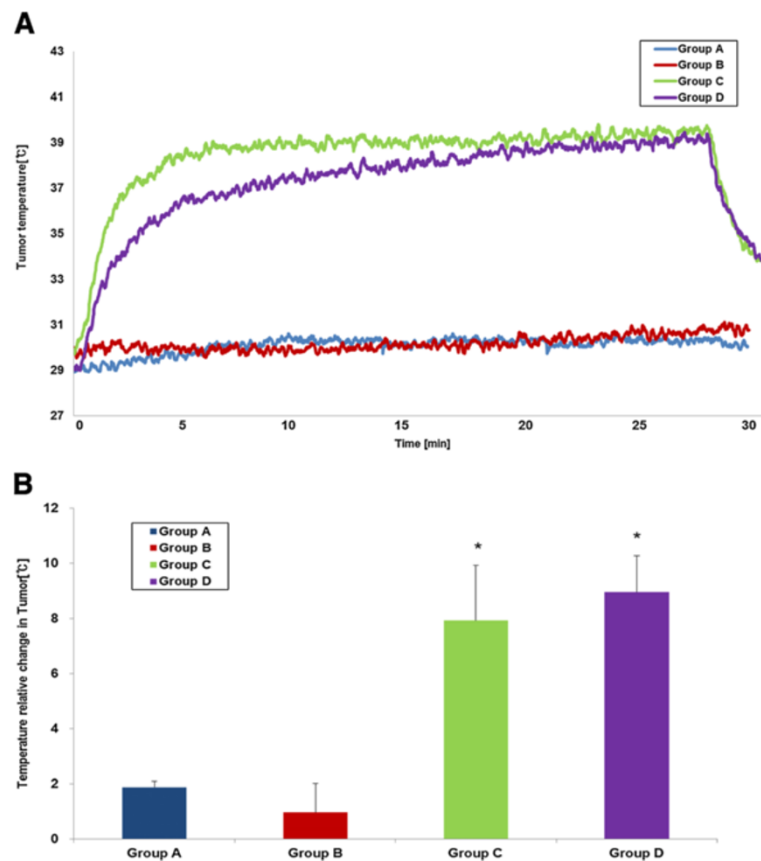 A
43
41
39
37
35
33
31
29
27
Tumor temperature[℃]
Group A
Group B
Group C
Group D
0 5 10 15 20 25 30
Time [min]
B
12
10
8
6
4
2
0
Temperature relative change in Tumor[℃]
Group A
Group B
Group C
Group D
*
*
Group A Group B Group C Group D